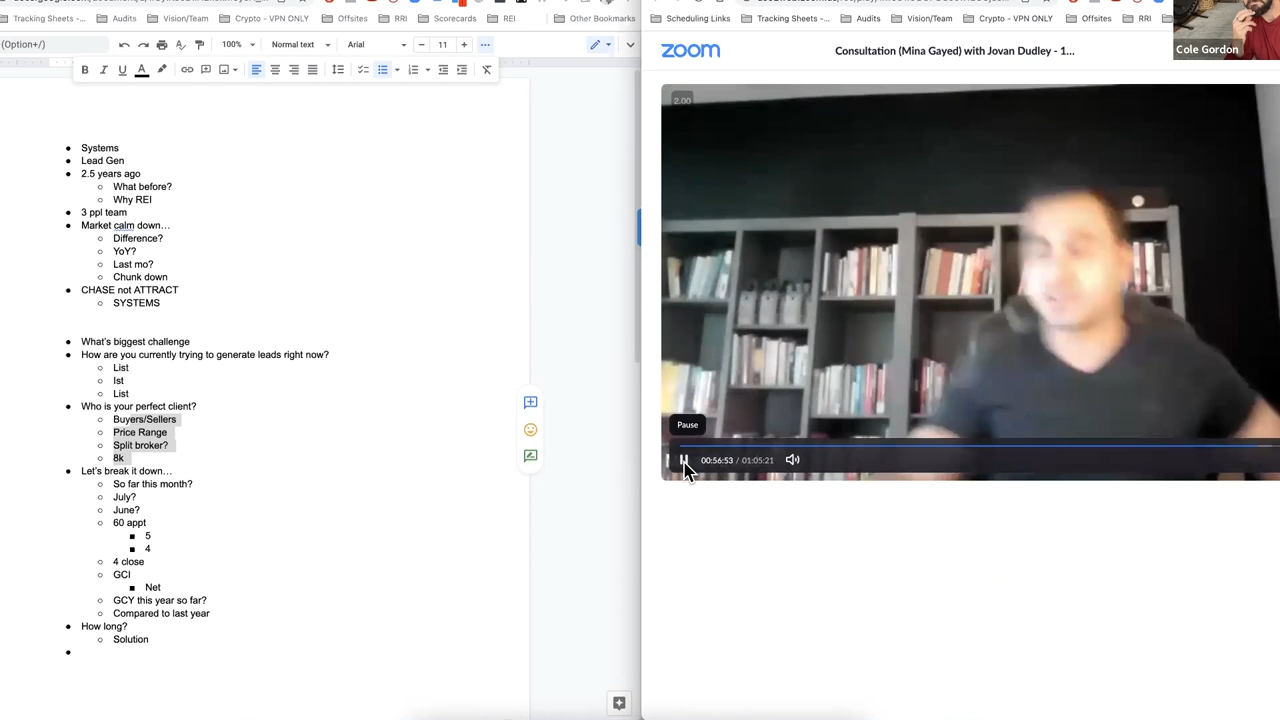 Tracking Sheets -...
Audits
Vision/Team
Crypto - VPN ONLY
Offsites
RRI
Scorecards
REI
Other Bookmarks
(Option+/)
100%
Normal text
Arial
11
B I U A
Systems
Lead Gen
2.5 years ago
What before?
Why REI
3 ppl team
Market calm down…
Difference?
YoY?
Last mo?
Chunk down
CHASE not ATTRACT
SYSTEMS
What's biggest challenge
How are you currently trying to generate leads right now?
List
Ist
List
Who is your perfect client?
Buyers/Sellers
Price Range
Split broker?
8k
Let's break it down…
So far this month?
July?
June?
60 appt
5
4
4 close
GCI
Net
GCY this year so far?
Compared to last year
How long?
Solution
Scheduling Links
Tracking Sheets -...
Audits
Vision/Team
Crypto - VPN ONLY
Offsites
RRI
Cole Gordon
zoom
Consultation (Mina Gayed) with Jovan Dudley - 1...
2.00
Pause
00:56:53 / 01:05:21